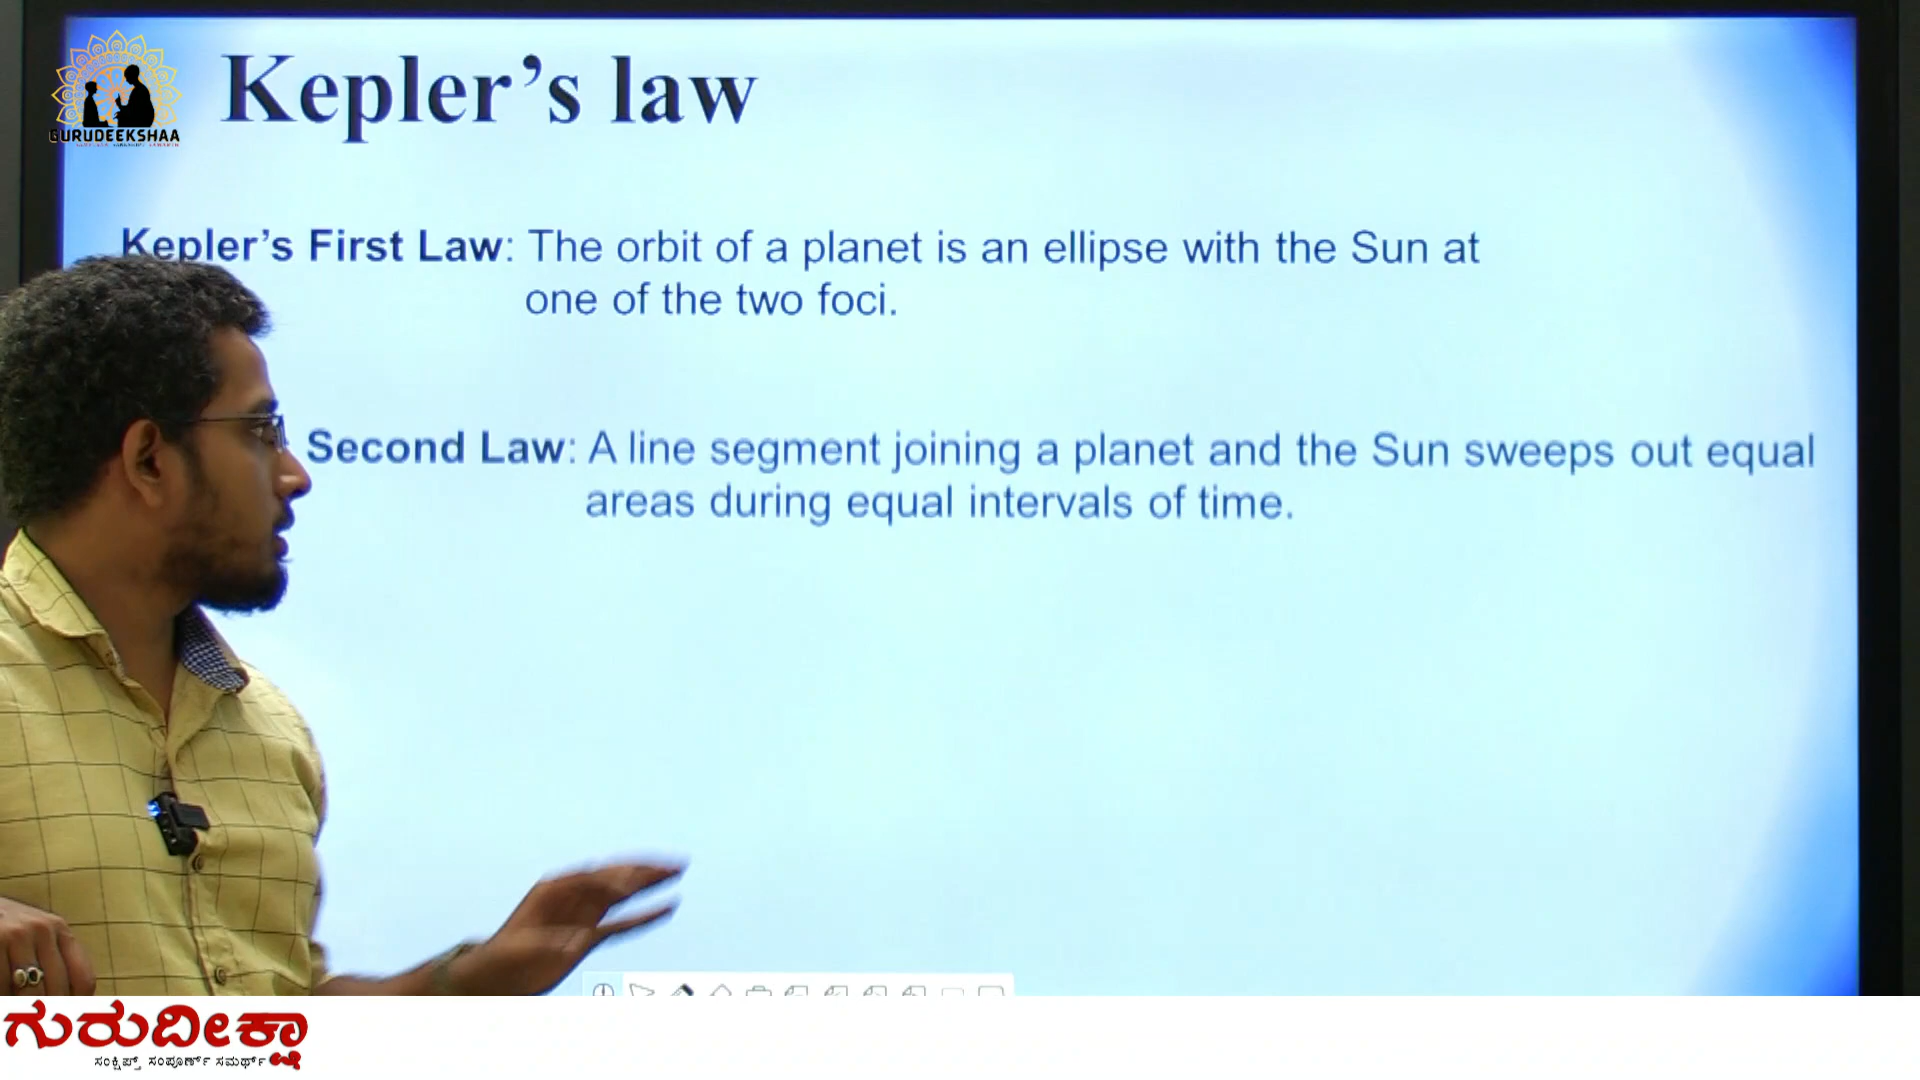 GURUDEEKSHAA
Kepler’s law
Kepler’s First Law: The orbit of a planet is an ellipse with the Sun at
one of the two foci.
Second Law: A line segment joining a planet and the Sun sweeps out equal
areas during equal intervals of time.
ಗುರುದೀಕ್ಷಾ
ಸಂಕ್ಷಿಪ್ತ್ ಸಂಪೂರ್ಣ್ ಸಮರ್ಥ್